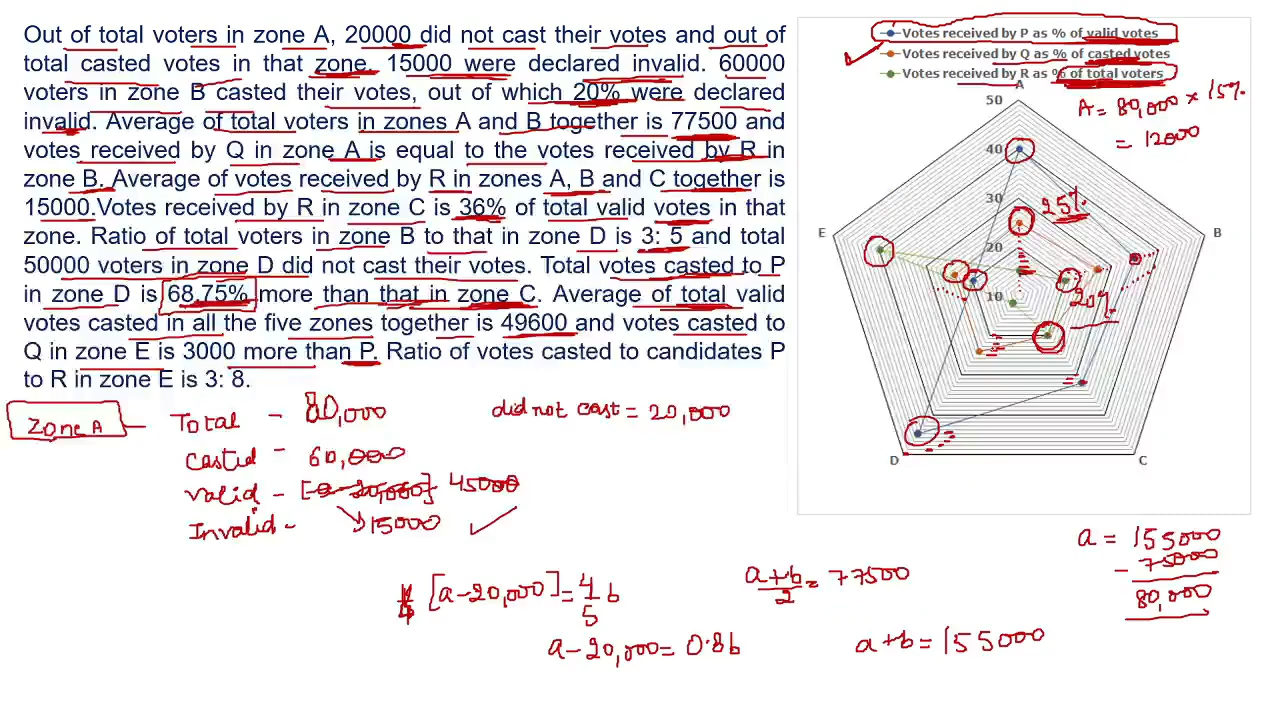 Out of total voters in zone A, 20000 did not cast their votes and out of
total casted votes in that zone. 15000 were declared invalid. 60000
voters in zone B casted their votes, out of which 20% were declared
invalid. Average of total voters in zones A and B together is 77500 and
votes received by Q in zone A is equal to the votes received by R in
zone B. Average of votes received by R in zones A, B and C together is
15000.Votes received by R in zone C is 36% of total valid votes in that
zone. Ratio of total voters in zone B to that in zone D is 3: 5 and total
50000 voters in zone D did not cast their votes. Total votes casted to P
in zone D is 68.75% more than that in zone C. Average of total valid
votes casted in all the five zones together is 49600 and votes casted to
Q in zone E is 3000 more than P. Ratio of votes casted to candidates P
to R in zone E is 3: 8.
Votes received by P as % of valid votes
Votes received by Q as % of casted votes
Votes received by R as % of total voters
A
50
40
30
20
10
B
C
D
E
A = 80,000 × 15%
= 12000
25%
20%
Zone A
Total - 80,000
did not cast = 20,000
Casted - 60,000
Valid - [a-20,000] 45000
Invalid - 15000
[a-20,000] = 4/5 b
a-20,000 = 0.8b
a+b/2 = 77500
a+b = 155000
a = 155000
- 75000
80,000